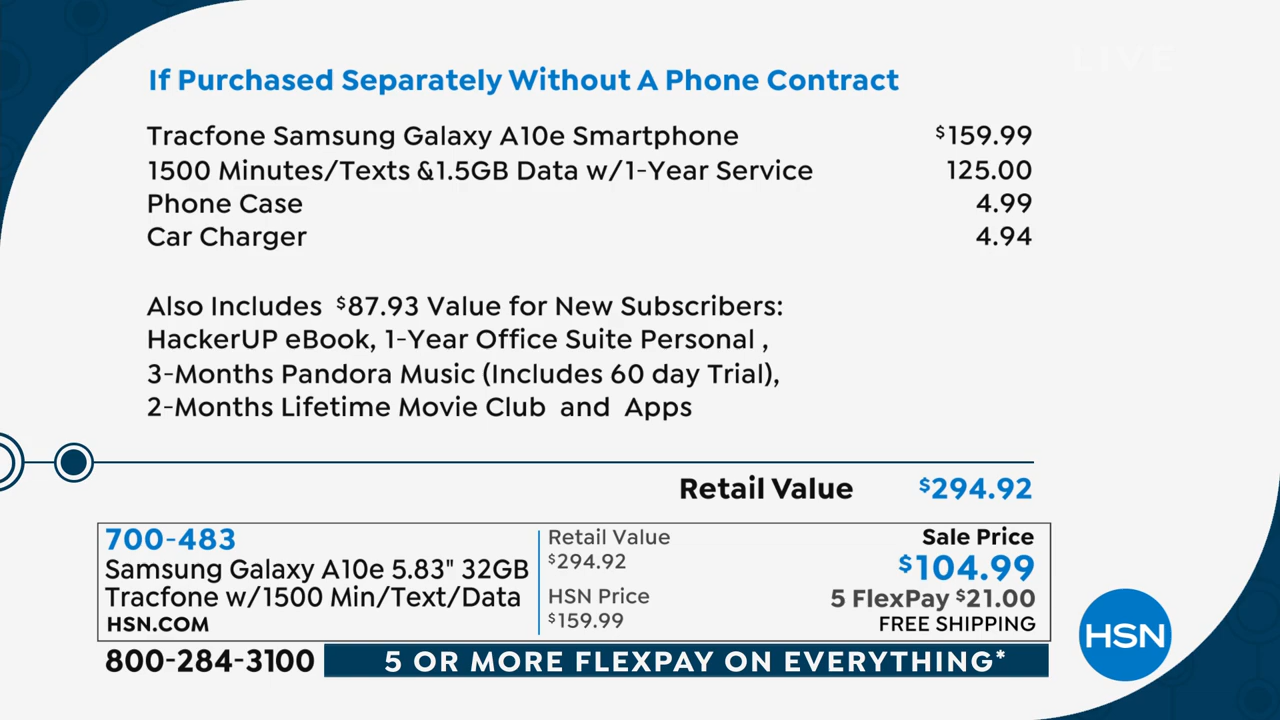 LIVE
If Purchased Separately Without A Phone Contract
Tracfone Samsung Galaxy A10e Smartphone $159.99
1500 Minutes/Texts &1.5GB Data w/1-Year Service 125.00
Phone Case 4.99
Car Charger 4.94
Also Includes $87.93 Value for New Subscribers:
HackerUP eBook, 1-Year Office Suite Personal ,
3-Months Pandora Music (Includes 60 day Trial),
2-Months Lifetime Movie Club and Apps
Retail Value $294.92
700-483
Samsung Galaxy A10e 5.83" 32GB
Tracfone w/1500 Min/Text/Data
HSN.COM
Retail Value
$294.92
HSN Price
$159.99
Sale Price
$104.99
5 FlexPay $21.00
FREE SHIPPING
HSN
800-284-3100
5 OR MORE FLEXPAY ON EVERYTHING*